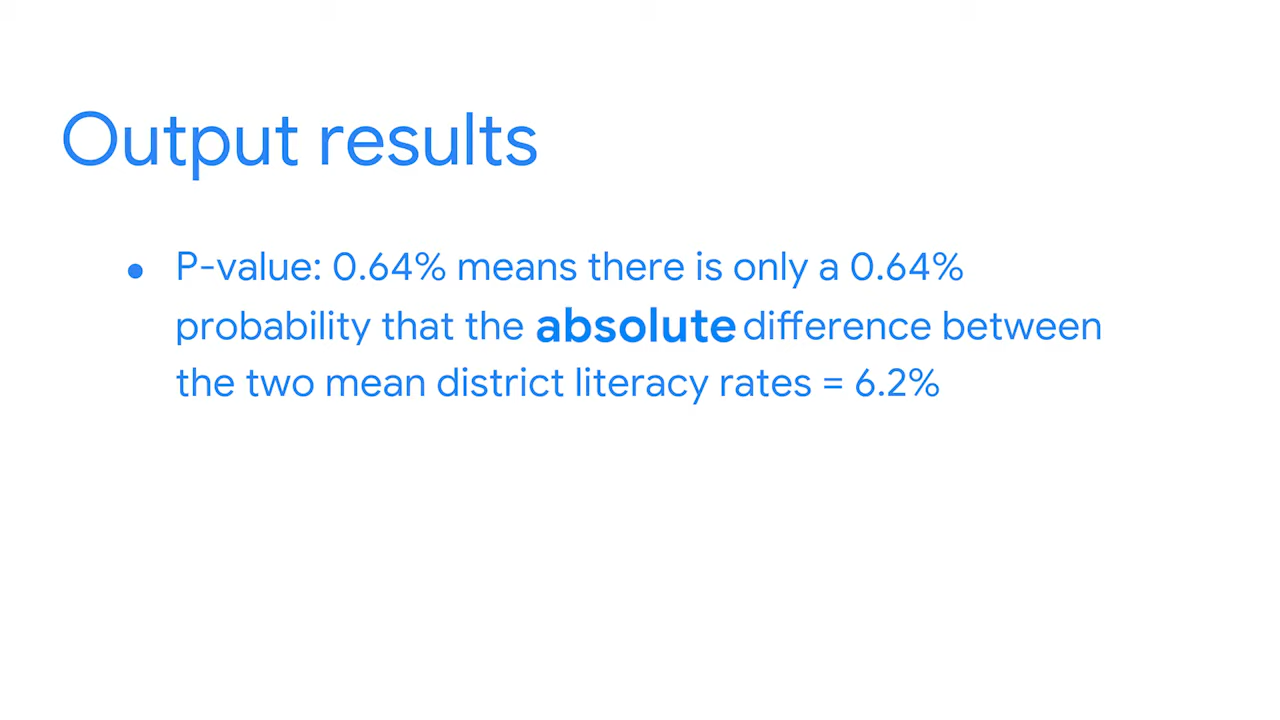 Output results
• P-value: 0.64% means there is only a 0.64%
probability that the absolute difference between
the two mean district literacy rates = 6.2%